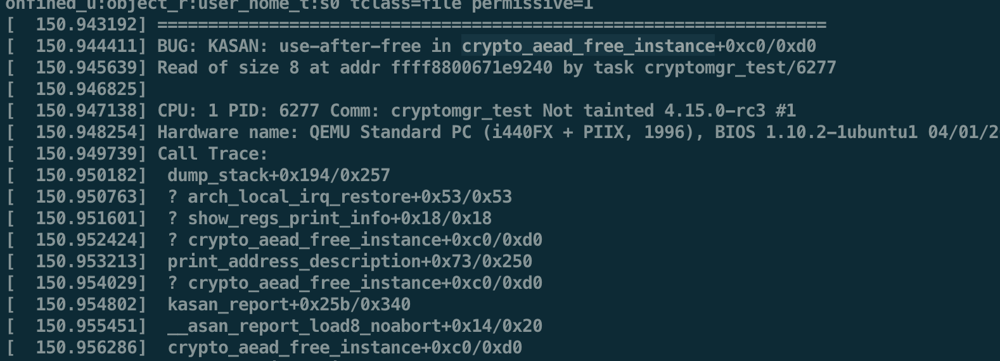 onfined_u:object_r:user_home_t:s0 tclass=file permissive=1
[  150.943192] ==================================================================
[  150.944411] BUG: KASAN: use-after-free in crypto_aead_free_instance+0xc0/0xd0
[  150.945639] Read of size 8 at addr ffff8800671e9240 by task cryptomgr_test/6277
[  150.946825]
[  150.947138] CPU: 1 PID: 6277 Comm: cryptomgr_test Not tainted 4.15.0-rc3 #1
[  150.948254] Hardware name: QEMU Standard PC (i440FX + PIIX, 1996), BIOS 1.10.2-1ubuntu1 04/01/2
[  150.949739] Call Trace:
[  150.950182]  dump_stack+0x194/0x257
[  150.950763]  ? arch_local_irq_restore+0x53/0x53
[  150.951601]  ? show_regs_print_info+0x18/0x18
[  150.952424]  ? crypto_aead_free_instance+0xc0/0xd0
[  150.953213]  print_address_description+0x73/0x250
[  150.954029]  ? crypto_aead_free_instance+0xc0/0xd0
[  150.954802]  kasan_report+0x25b/0x340
[  150.955451]  __asan_report_load8_noabort+0x14/0x20
[  150.956286]  crypto_aead_free_instance+0xc0/0xd0